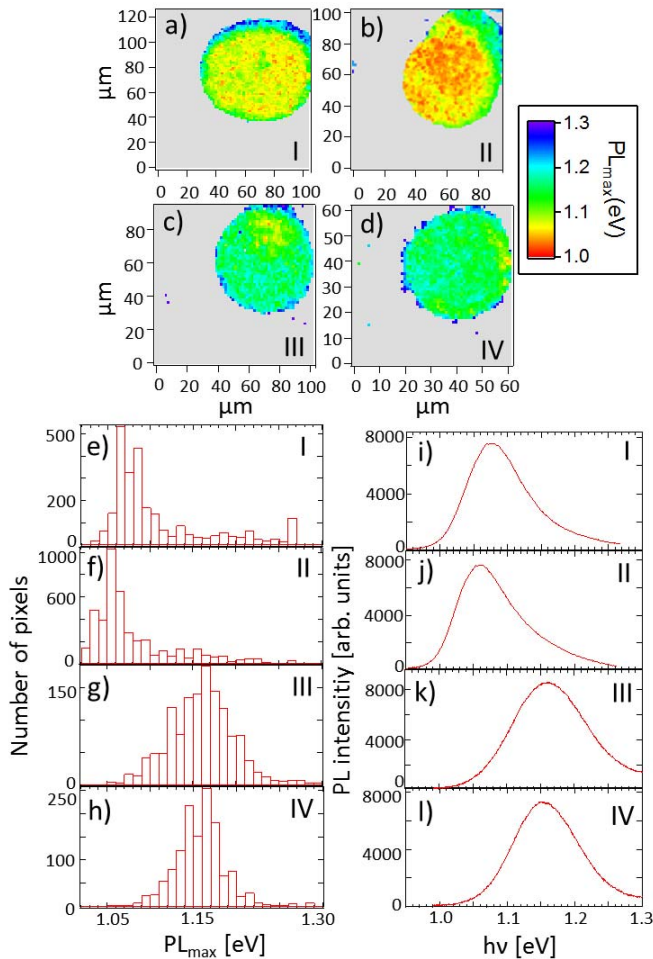 a)
120
100
80
60
40
20
0
μm
I
0 20 40 60 80 100
b)
100
80
60
40
20
0
II
0 20 40 60 80
1.3
1.2
1.1
1.0
PLmax(eV)
c)
80
60
40
20
0
μm
III
0 20 40 60 80 100
μm
d)
60
50
40
30
20
10
0
IV
0 10 20 30 40 50 60
μm
Number of pixels
e)
I
500
200
0
f)
II
1000
600
0
g)
III
150
0
h)
IV
250
100
0
1.05 1.15 1.30
PLmax [eV]
PL intensitiy [arb. units]
i)
I
8000
4000
0
j)
II
8000
4000
0
k)
III
8000
4000
0
l)
IV
8000
4000
0
1.0 1.1 1.2 1.3
hν [eV]